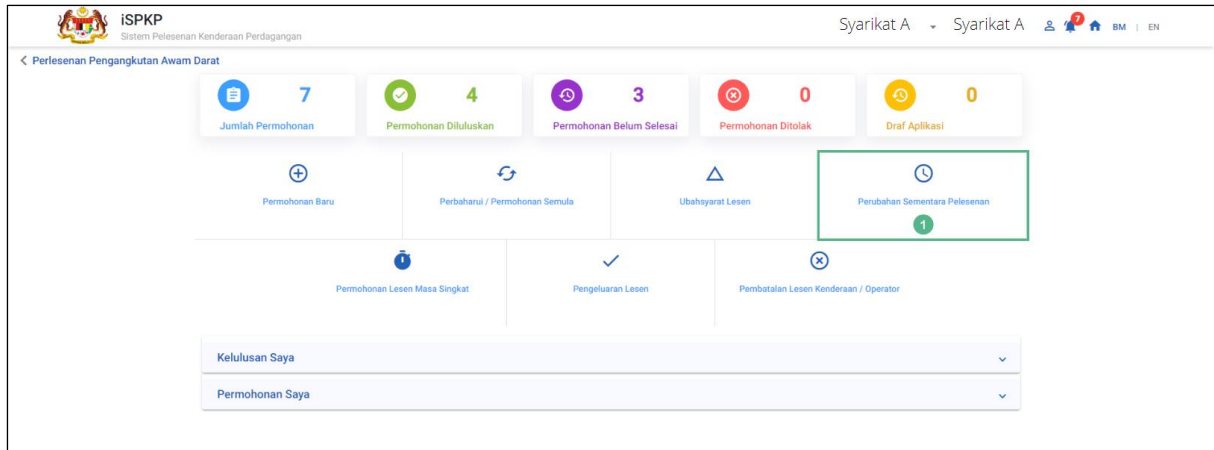 iSPKP
Sistem Pelesenan Kenderaan Perdagangan
Syarikat A
Syarikat A
7
BM | EN
Perlesenan Pengangkutan Awam Darat
7
Jumlah Permohonan
4
Permohonan Diluluskan
3
Permohonan Belum Selesai
0
Permohonan Ditolak
0
Draf Aplikasi
Permohonan Baru
Perbaharui / Permohonan Semula
Ubahsyarat Lesen
Perubahan Sementara Pelesenan
1
Permohonan Lesen Masa Singkat
Pengeluaran Lesen
Pembatalan Lesen Kenderaan / Operator
Kelulusan Saya
Permohonan Saya